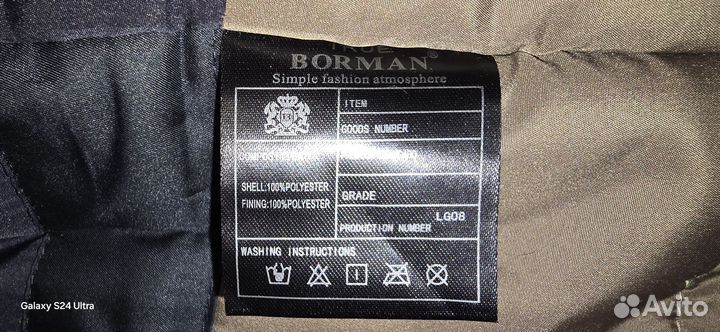 TRUE
BORMAN®
Simple fashion atmosphere
ITEM
GOODS NUMBER
SHELL:100%POLYESTER
FINING:100%POLYESTER
GRADE
LG08
PRODUCTION NUMBER
WASHING INSTRUCTIONS
Galaxy S24 Ultra
Avito